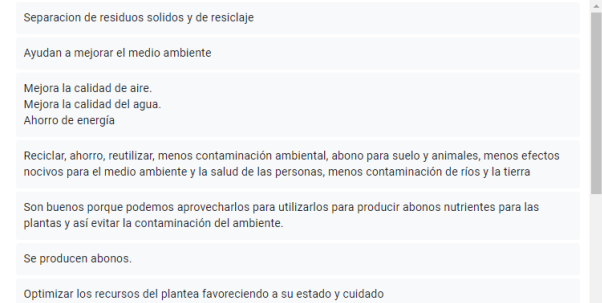 Separacion de residuos solidos y de resiclaje
Ayudan a mejorar el medio ambiente
Mejora la calidad de aire.
Mejora la calidad del agua.
Ahorro de energía
Reciclar, ahorro, reutilizar, menos contaminación ambiental, abono para suelo y animales, menos efectos
nocivos para el medio ambiente y la salud de las personas, menos contaminación de ríos y la tierra
Son buenos porque podemos aprovecharlos para utilizarlos para producir abonos nutrientes para las
plantas y así evitar la contaminación del ambiente.
Se producen abonos.
Optimizar los recursos del plantea favoreciendo a su estado y cuidado